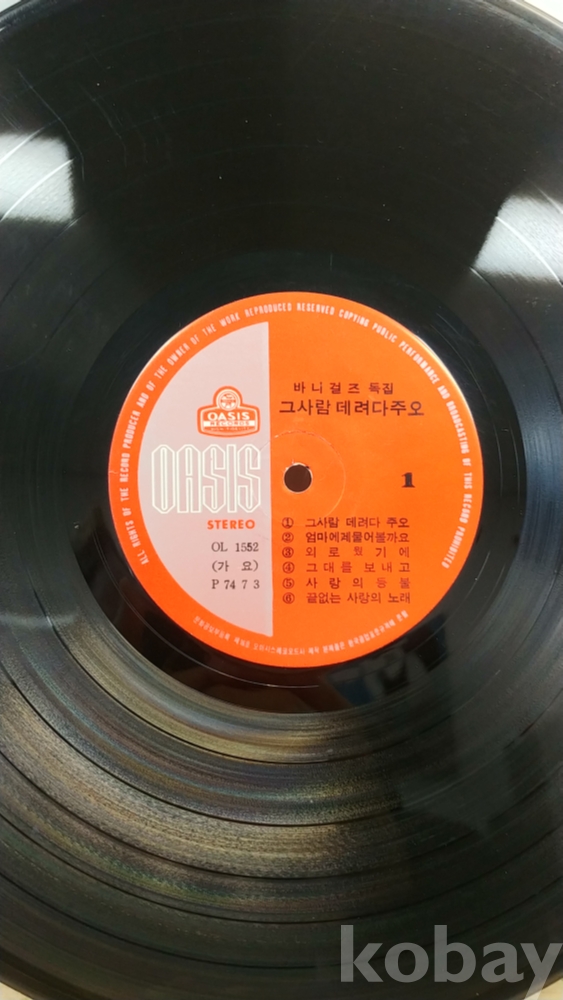 ALL RIGHTS OF THE RECORD PRODUCER AND OF THE OWNER OF THE WORK REPRODUCED RESERVED COPYING PUBLIC PERFORMANCE AND BROADCASTING OF THIS RECORD PROHIBITED
바니걸즈 독집
그사람 데려다주오
OASIS
RECORDS
OASIS
1
STEREO
OL 1552
(가 요)
P 74 7 3
① 그사람 데려다 주오
② 엄마에께물어볼까요
③ 외로웠기에
④ 그대를 보내고
⑤ 사랑의등불
⑥ 끝없는 사랑의 노래
kobay